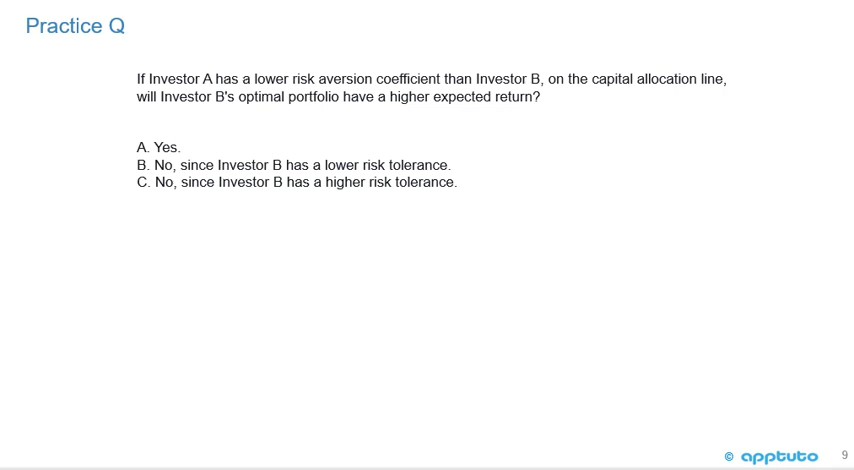 Practice Q
If Investor A has a lower risk aversion coefficient than Investor B, on the capital allocation line,
will Investor B's optimal portfolio have a higher expected return?
A. Yes.
B. No, since Investor B has a lower risk tolerance.
C. No, since Investor B has a higher risk tolerance.
© apptuto 9